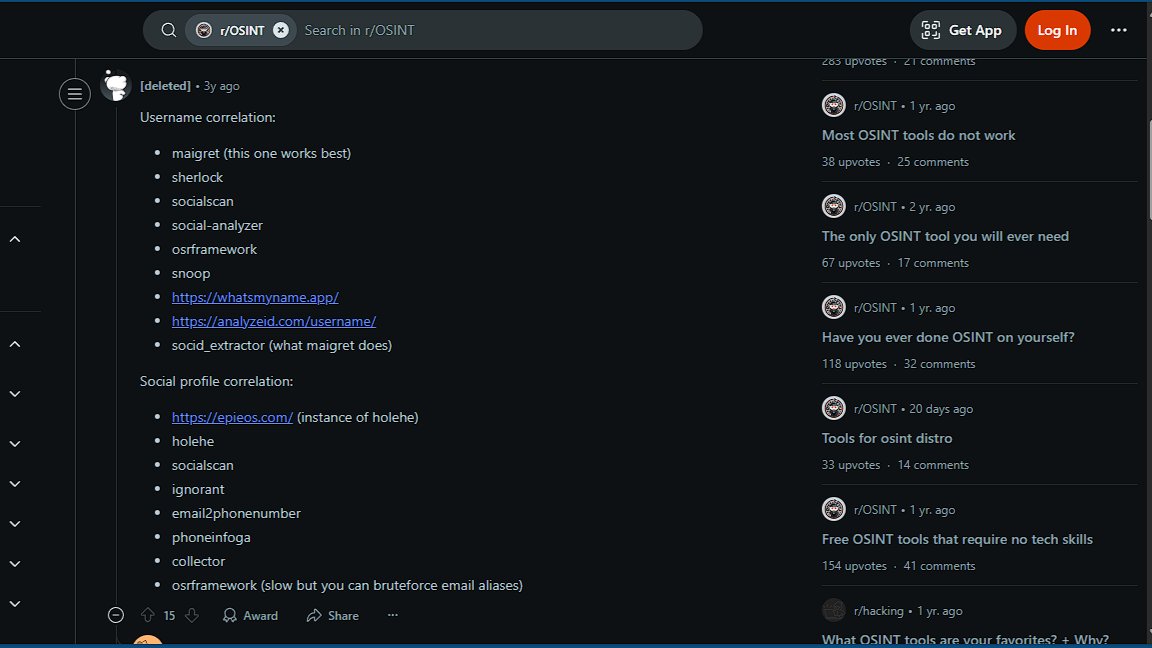 r/OSINT
Search in r/OSINT
Get App
Log In
[deleted] • 3y ago
Username correlation:
• maigret (this one works best)
• sherlock
• socialscan
• social-analyzer
• osrframework
• snoop
• https://whatsmyname.app/
• https://analyzeid.com/username/
• socid_extractor (what maigret does)
Social profile correlation:
• https://epieos.com/ (instance of holehe)
• holehe
• socialscan
• ignorant
• email2phonenumber
• phoneinfoga
• collector
• osrframework (slow but you can bruteforce email aliases)
15 Award Share
283 upvotes · 21 comments
r/OSINT • 1 yr. ago
Most OSINT tools do not work
38 upvotes · 25 comments
r/OSINT • 2 yr. ago
The only OSINT tool you will ever need
67 upvotes · 17 comments
r/OSINT • 1 yr. ago
Have you ever done OSINT on yourself?
118 upvotes · 32 comments
r/OSINT • 20 days ago
Tools for osint distro
33 upvotes · 14 comments
r/OSINT • 1 yr. ago
Free OSINT tools that require no tech skills
154 upvotes · 41 comments
r/hacking • 1 yr. ago
What OSINT tools are your favorites? + Why?